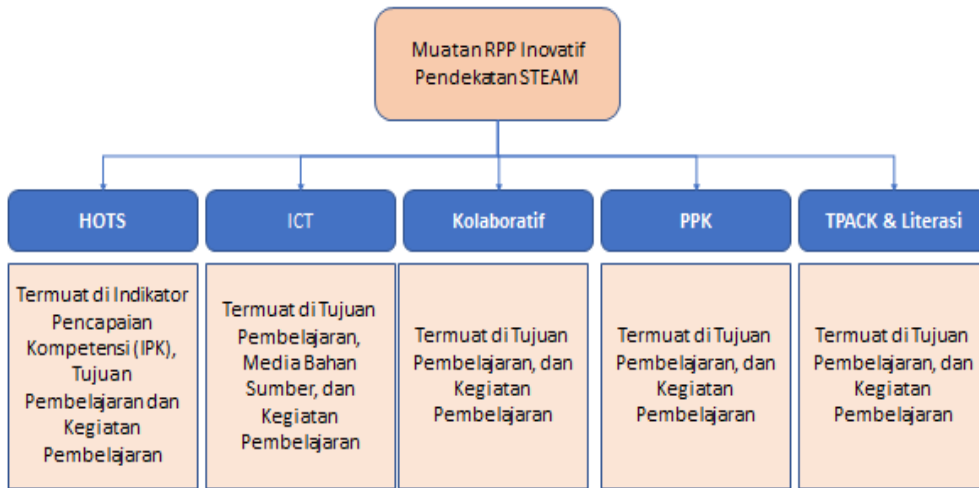 Muatan RPP Inovatif
Pendekatan STEAM
HOTS
ICT
Kolaboratif
PPK
TPACK & Literasi
Termuat di Indikator
Pencapaian
Kompetensi (IPK),
Tujuan
Pembelajaran dan
Kegiatan
Pembelajaran
Termuat di Tujuan
Pembelajaran,
Media Bahan
Sumber, dan
Kegiatan
Pembelajaran
Termuat di Tujuan
Pembelajaran, dan
Kegiatan
Pembelajaran
Termuat di Tujuan
Pembelajaran, dan
Kegiatan
Pembelajaran
Termuat di Tujuan
Pembelajaran, dan
Kegiatan
Pembelajaran